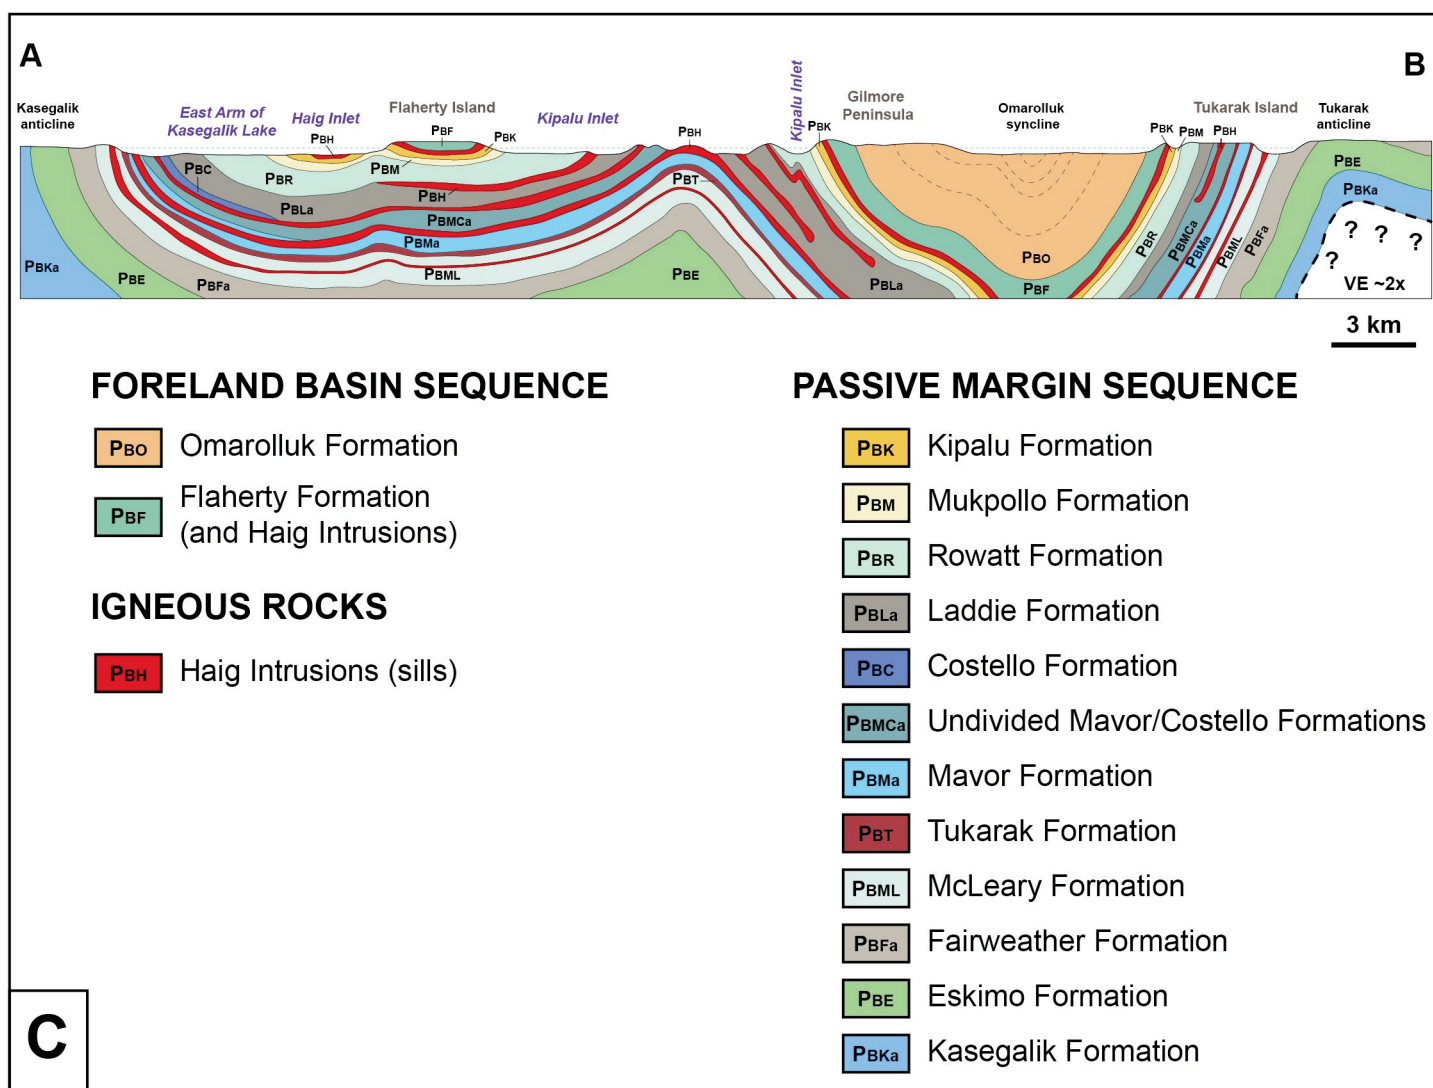 A
B
Kasegalik
anticline
East Arm of
Kasegalik Lake
Haig Inlet
Flaherty Island
Kipalu Inlet
Kipalu Inlet
Gilmore
Peninsula
Omarolluk
syncline
Tukarak Island
Tukarak
anticline
PBH
PBF
PBK
PBH
PBK
PBK
PBM
PBH
PBC
PBR
PBM
PBH
PBT
PBLa
PBMCa
PBMa
PBML
PBKa
PBE
PBFa
PBE
PBLa
PBO
PBF
PBR
PBMCa
PBMa
PBML
PBFa
PBE
PBKa
? ? ?
?
VE ~2x
3 km
FORELAND BASIN SEQUENCE
PBO Omarolluk Formation
PBF Flaherty Formation
(and Haig Intrusions)
IGNEOUS ROCKS
PBH Haig Intrusions (sills)
PASSIVE MARGIN SEQUENCE
PBK Kipalu Formation
PBM Mukpollo Formation
PBR Rowatt Formation
PBLa Laddie Formation
PBC Costello Formation
PBMCa Undivided Mavor/Costello Formations
PBMa Mavor Formation
PBT Tukarak Formation
PBML McLeary Formation
PBFa Fairweather Formation
PBE Eskimo Formation
PBKa Kasegalik Formation
C